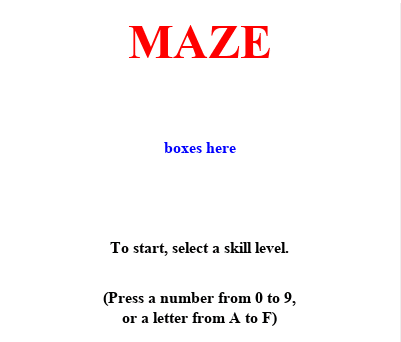 MAZE
boxes here
To start, select a skill level.
(Press a number from 0 to 9,
or a letter from A to F)